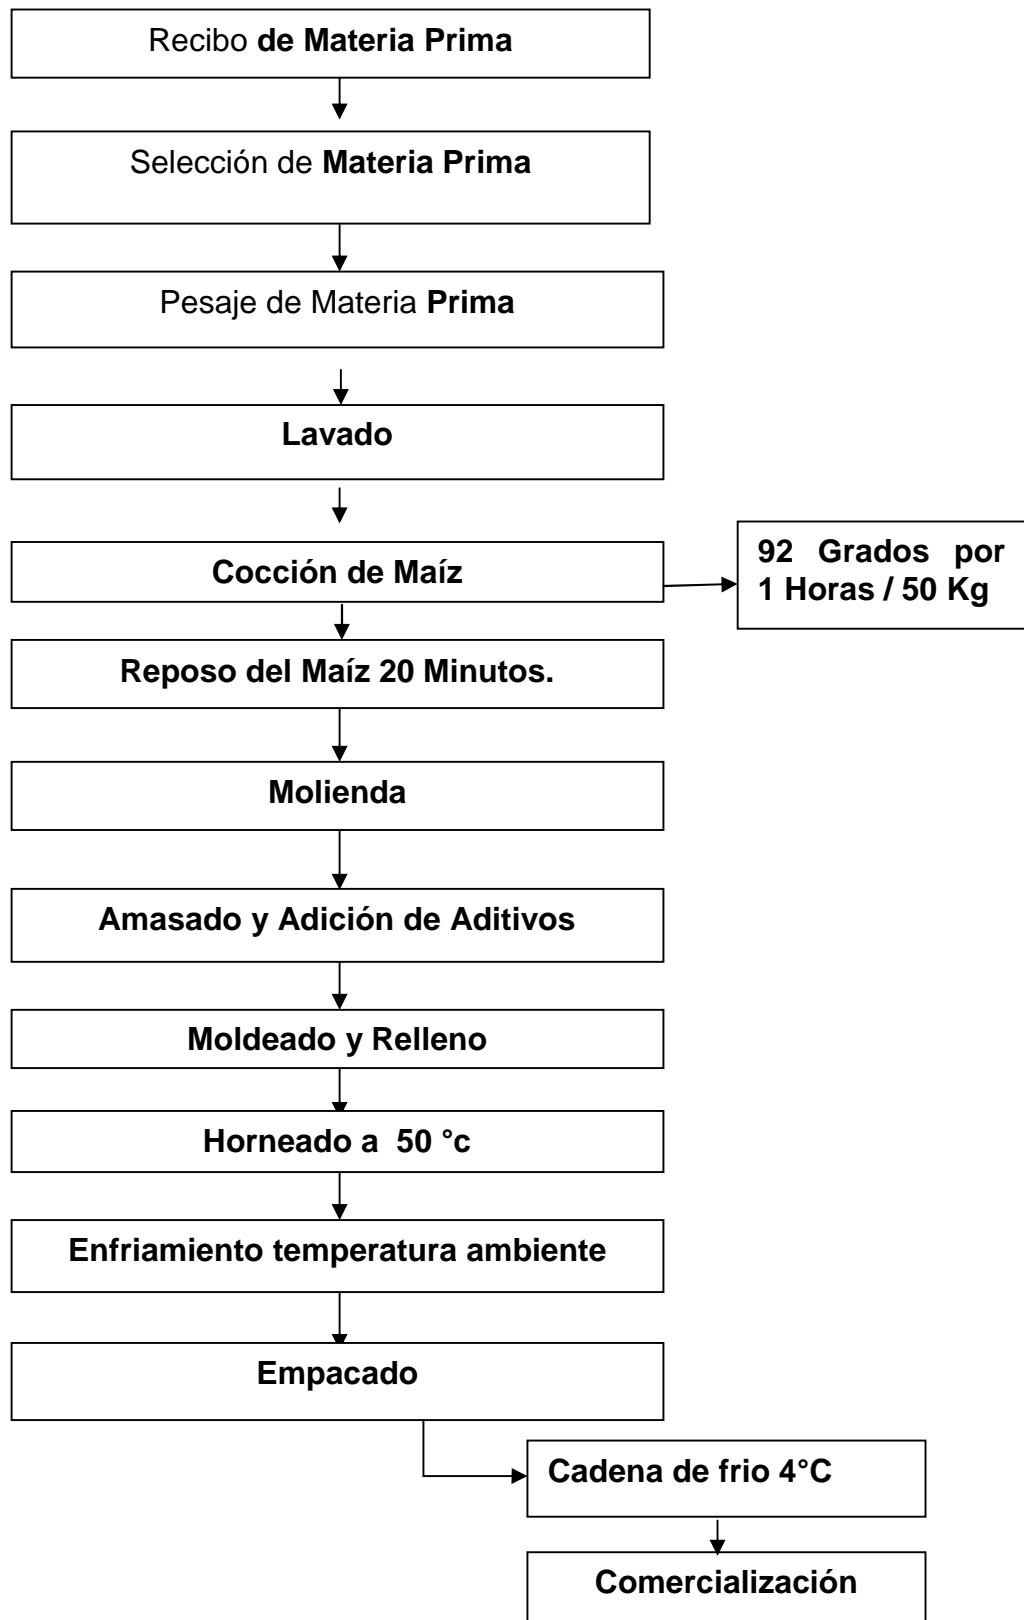 Recibo de Materia Prima
Selección de Materia Prima
Pesaje de Materia Prima
Lavado
Cocción de Maíz
92 Grados por
1 Horas / 50 Kg
Reposo del Maíz 20 Minutos.
Molienda
Amasado y Adición de Aditivos
Moldeado y Relleno
Horneado a 50 °c
Enfriamiento temperatura ambiente
Empacado
Cadena de frio 4°C
Comercialización